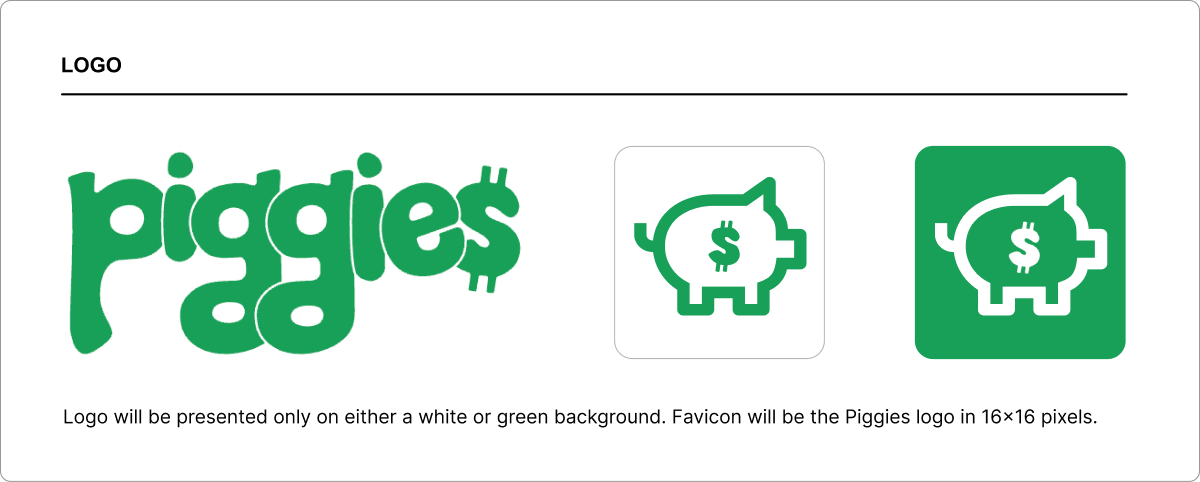 LOGO
piggie$
$
$
Logo will be presented only on either a white or green background. Favicon will be the Piggies logo in 16×16 pixels.